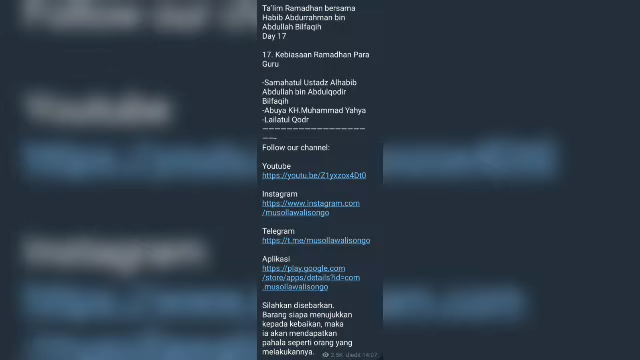 Ta'lim Ramadhan bersama
Habib Abdurrahman bin
Abdullah Bilfaqih
Day 17
17. Kebiasaan Ramadhan Para
Guru
-Samahatul Ustadz Alhabib
Abdullah bin Abdulqodir
Bilfaqih
-Abuya KH.Muhammad Yahya
-Lailatul Qodr
—————————————————
——-
Follow our channel:
Youtube
https://youtu.be/Z1yxzox4Dt0
Instagram
https://www.instagram.com
/musollawalisongo
Telegram
https://t.me/musollawalisongo
Aplikasi
https://play.google.com
/store/apps/details?id=com
.musollawalisongo
Silahkan disebarkan.
Barang siapa menunjukkan
kepada kebaikan, maka
ia akan mendapatkan
pahala seperti orang yang
melakukannya.